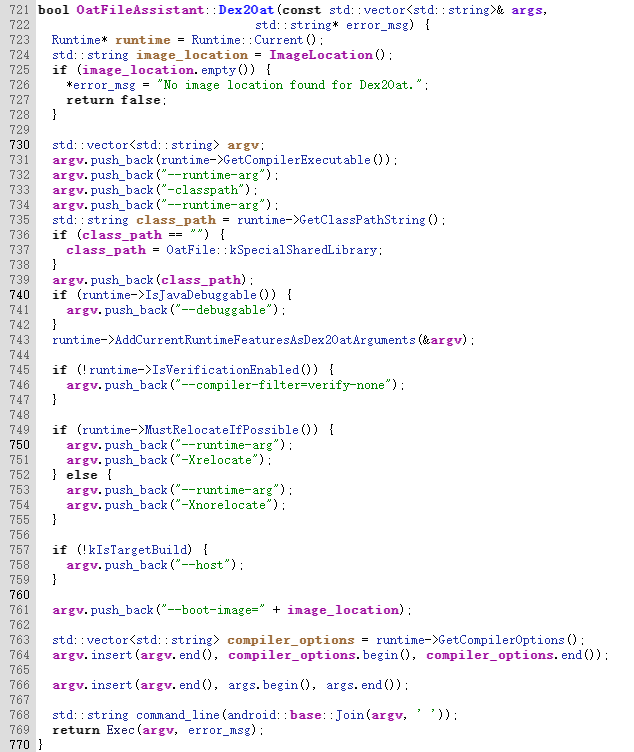 721 bool OatFileAssistant::Dex2Oat(const std::vector<std::string>& args,
722                               std::string* error_msg) {
723   Runtime* runtime = Runtime::Current();
724   std::string image_location = ImageLocation();
725   if (image_location.empty()) {
726     *error_msg = "No image location found for Dex2Oat.";
727     return false;
728   }
729
730   std::vector<std::string> argv;
731   argv.push_back(runtime->GetCompilerExecutable());
732   argv.push_back("--runtime-arg");
733   argv.push_back("-classpath");
734   argv.push_back("--runtime-arg");
735   std::string class_path = runtime->GetClassPathString();
736   if (class_path == "") {
737     class_path = OatFile::kSpecialSharedLibrary;
738   }
739   argv.push_back(class_path);
740   if (runtime->IsJavaDebuggable()) {
741     argv.push_back("--debuggable");
742   }
743   runtime->AddCurrentRuntimeFeaturesAsDex2OatArguments(&argv);
744
745   if (!runtime->IsVerificationEnabled()) {
746     argv.push_back("--compiler-filter=verify-none");
747   }
748
749   if (runtime->MustRelocateIfPossible()) {
750     argv.push_back("--runtime-arg");
751     argv.push_back("-Xrelocate");
752   } else {
753     argv.push_back("--runtime-arg");
754     argv.push_back("-Xnorelocate");
755   }
756
757   if (!kIsTargetBuild) {
758     argv.push_back("--host");
759   }
760
761   argv.push_back("--boot-image=" + image_location);
762
763   std::vector<std::string> compiler_options = runtime->GetCompilerOptions();
764   argv.insert(argv.end(), compiler_options.begin(), compiler_options.end());
765
766   argv.insert(argv.end(), args.begin(), args.end());
767
768   std::string command_line(android::base::Join(argv, ' '));
769   return Exec(argv, error_msg);
770 }